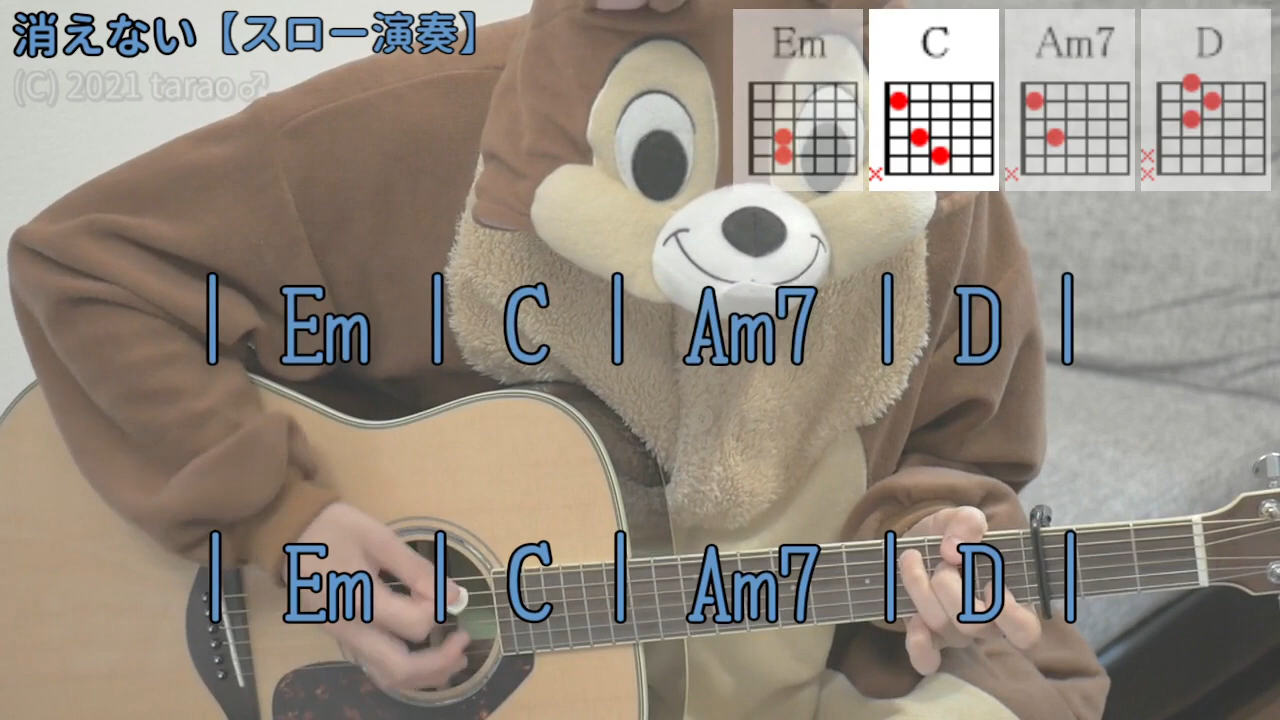 消えない【スロー演奏】
(C) 2021 tarao♂
Em C Am7 D
| Em | C | Am7 | D |
| Em | C | Am7 | D |